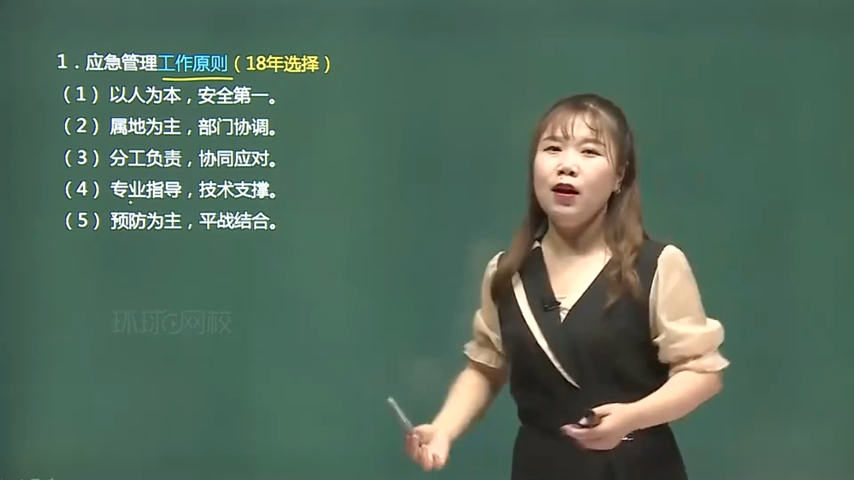 1．应急管理工作原则（18年选择）
（1）以人为本，安全第一。
（2）属地为主，部门协调。
（3）分工负责，协同应对。
（4）专业指导，技术支撑。
（5）预防为主，平战结合。
环球网校